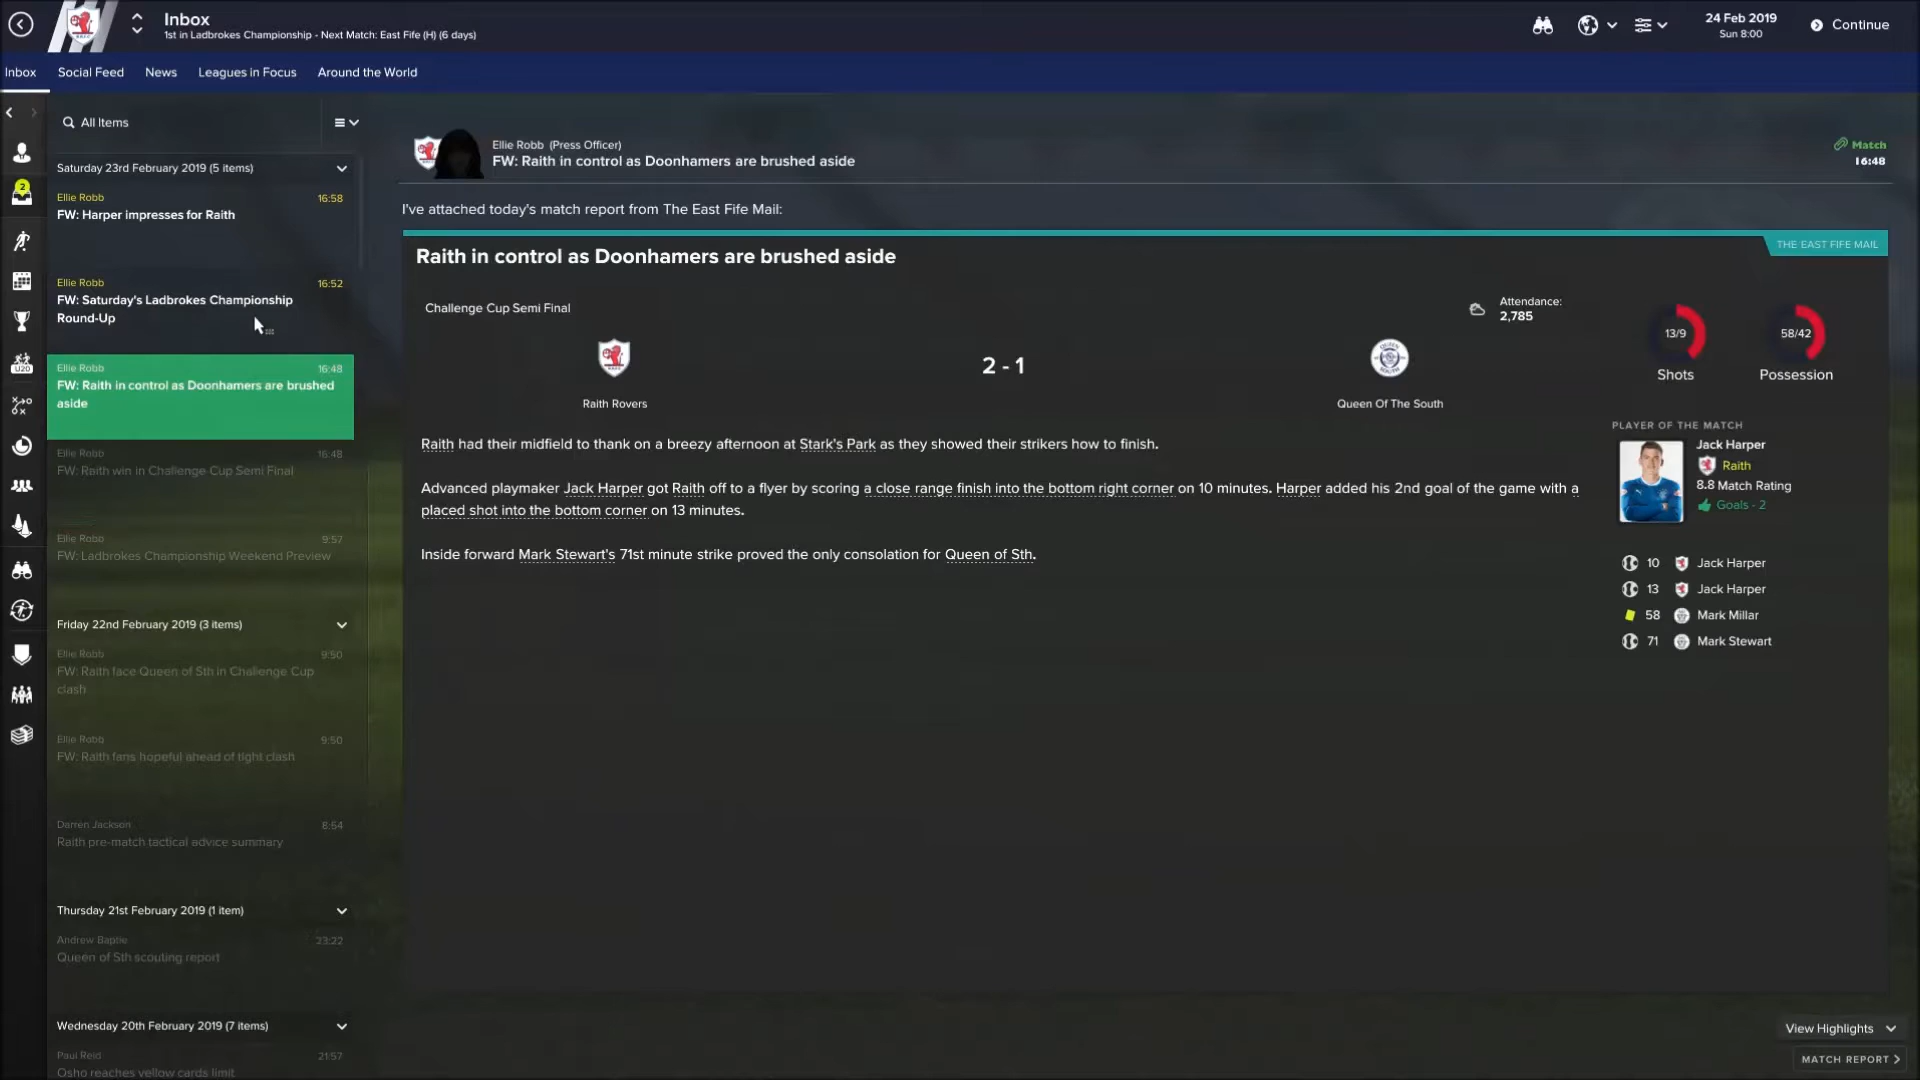 Inbox
1st in Ladbrokes Championship - Next Match: East Fife (H) (6 days)
24 Feb 2019
Sun 8:00
Continue
Inbox
Social Feed
News
Leagues in Focus
Around the World
All Items
Saturday 23rd February 2019 (5 items)
Ellie Robb 16:58
FW: Harper impresses for Raith
Ellie Robb 16:52
FW: Saturday's Ladbrokes Championship
Round-Up
Ellie Robb 16:48
FW: Raith in control as Doonhamers are brushed
aside
Ellie Robb 16:48
FW: Raith win in Challenge Cup Semi Final
Ellie Robb 9:57
FW: Ladbrokes Championship Weekend Preview
Friday 22nd February 2019 (3 items)
Ellie Robb 9:50
FW: Raith face Queen of Sth in Challenge Cup
clash
Ellie Robb 9:50
FW: Raith fans hopeful ahead of tight clash
Darren Jackson 8:54
Raith pre-match tactical advice summary
Thursday 21st February 2019 (1 item)
Andrew Baptie 23:22
Queen of Sth scouting report
Wednesday 20th February 2019 (7 items)
Paul Reid 21:57
Osho reaches yellow cards limit
2
U20
Ellie Robb (Press Officer)
FW: Raith in control as Doonhamers are brushed aside
Match
16:48
I've attached today's match report from The East Fife Mail:
THE EAST FIFE MAIL
Raith in control as Doonhamers are brushed aside
Challenge Cup Semi Final
Attendance:
2,785
2 - 1
Raith Rovers
Queen Of The South
13/9
Shots
58/42
Possession
Raith had their midfield to thank on a breezy afternoon at Stark's Park as they showed their strikers how to finish.
Advanced playmaker Jack Harper got Raith off to a flyer by scoring a close range finish into the bottom right corner on 10 minutes. Harper added his 2nd goal of the game with a
placed shot into the bottom corner on 13 minutes.
Inside forward Mark Stewart's 71st minute strike proved the only consolation for Queen of Sth.
PLAYER OF THE MATCH
Jack Harper
Raith
8.8 Match Rating
Goals - 2
10 Jack Harper
13 Jack Harper
58 Mark Millar
71 Mark Stewart
View Highlights
MATCH REPORT